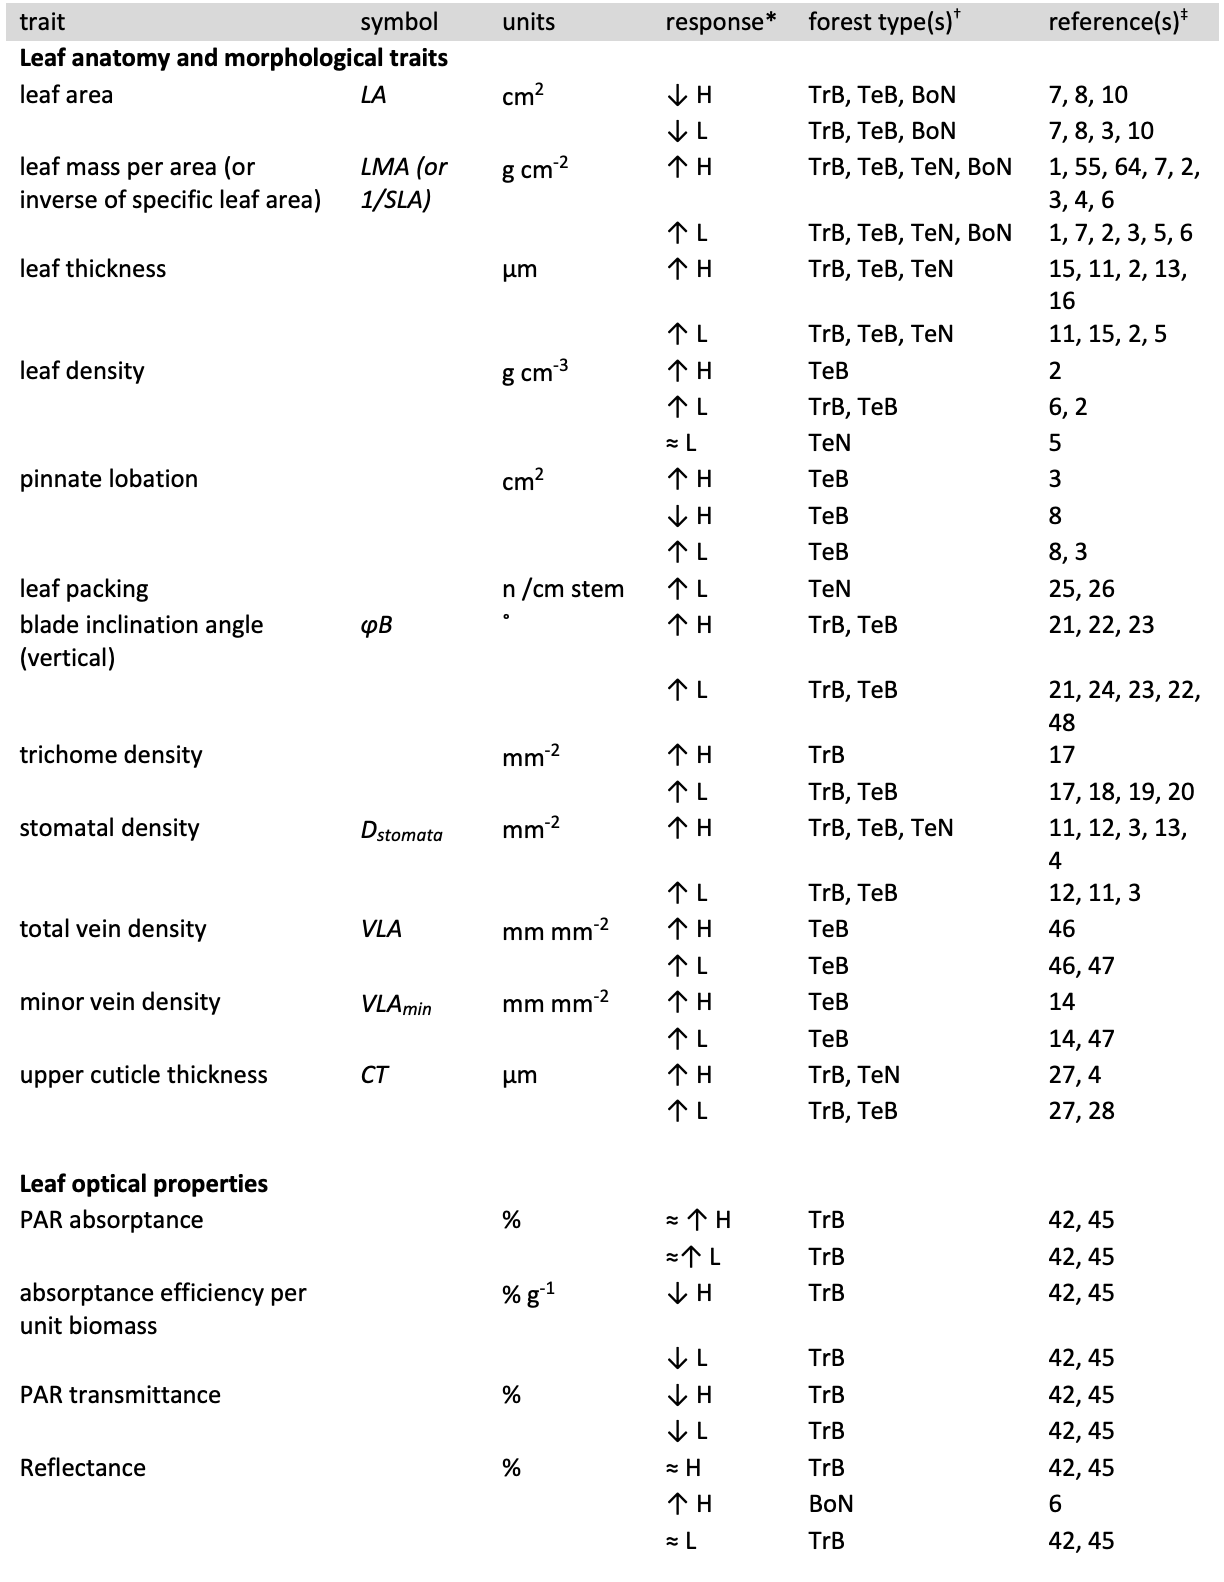 trait symbol units response* forest type(s)† reference(s)‡
Leaf anatomy and morphological traits
leaf area LA cm2 ↓ H TrB, TeB, BoN 7, 8, 10
↓ L TrB, TeB, BoN 7, 8, 3, 10
leaf mass per area (or LMA (or g cm-2 ↑ H TrB, TeB, TeN, BoN 1, 55, 64, 7, 2,
inverse of specific leaf area) 1/SLA) 3, 4, 6
↑ L TrB, TeB, TeN, BoN 1, 7, 2, 3, 5, 6
leaf thickness µm ↑ H TrB, TeB, TeN 15, 11, 2, 13,
16
↑ L TrB, TeB, TeN 11, 15, 2, 5
leaf density g cm-3 ↑ H TeB 2
↑ L TrB, TeB 6, 2
≈ L TeN 5
pinnate lobation cm2 ↑ H TeB 3
↓ H TeB 8
↑ L TeB 8, 3
leaf packing n /cm stem ↑ L TeN 25, 26
blade inclination angle φB ° ↑ H TrB, TeB 21, 22, 23
(vertical)
↑ L TrB, TeB 21, 24, 23, 22,
48
trichome density mm-2 ↑ H TrB 17
↑ L TrB, TeB 17, 18, 19, 20
stomatal density Dstomata mm-2 ↑ H TrB, TeB, TeN 11, 12, 3, 13,
4
↑ L TrB, TeB 12, 11, 3
total vein density VLA mm mm-2 ↑ H TeB 46
↑ L TeB 46, 47
minor vein density VLAmin mm mm-2 ↑ H TeB 14
↑ L TeB 14, 47
upper cuticle thickness CT µm ↑ H TrB, TeN 27, 4
↑ L TrB, TeB 27, 28
Leaf optical properties
PAR absorptance % ≈ ↑ H TrB 42, 45
≈↑ L TrB 42, 45
absorptance efficiency per % g-1 ↓ H TrB 42, 45
unit biomass
↓ L TrB 42, 45
PAR transmittance % ↓ H TrB 42, 45
↓ L TrB 42, 45
Reflectance % ≈ H TrB 42, 45
↑ H BoN 6
≈ L TrB 42, 45